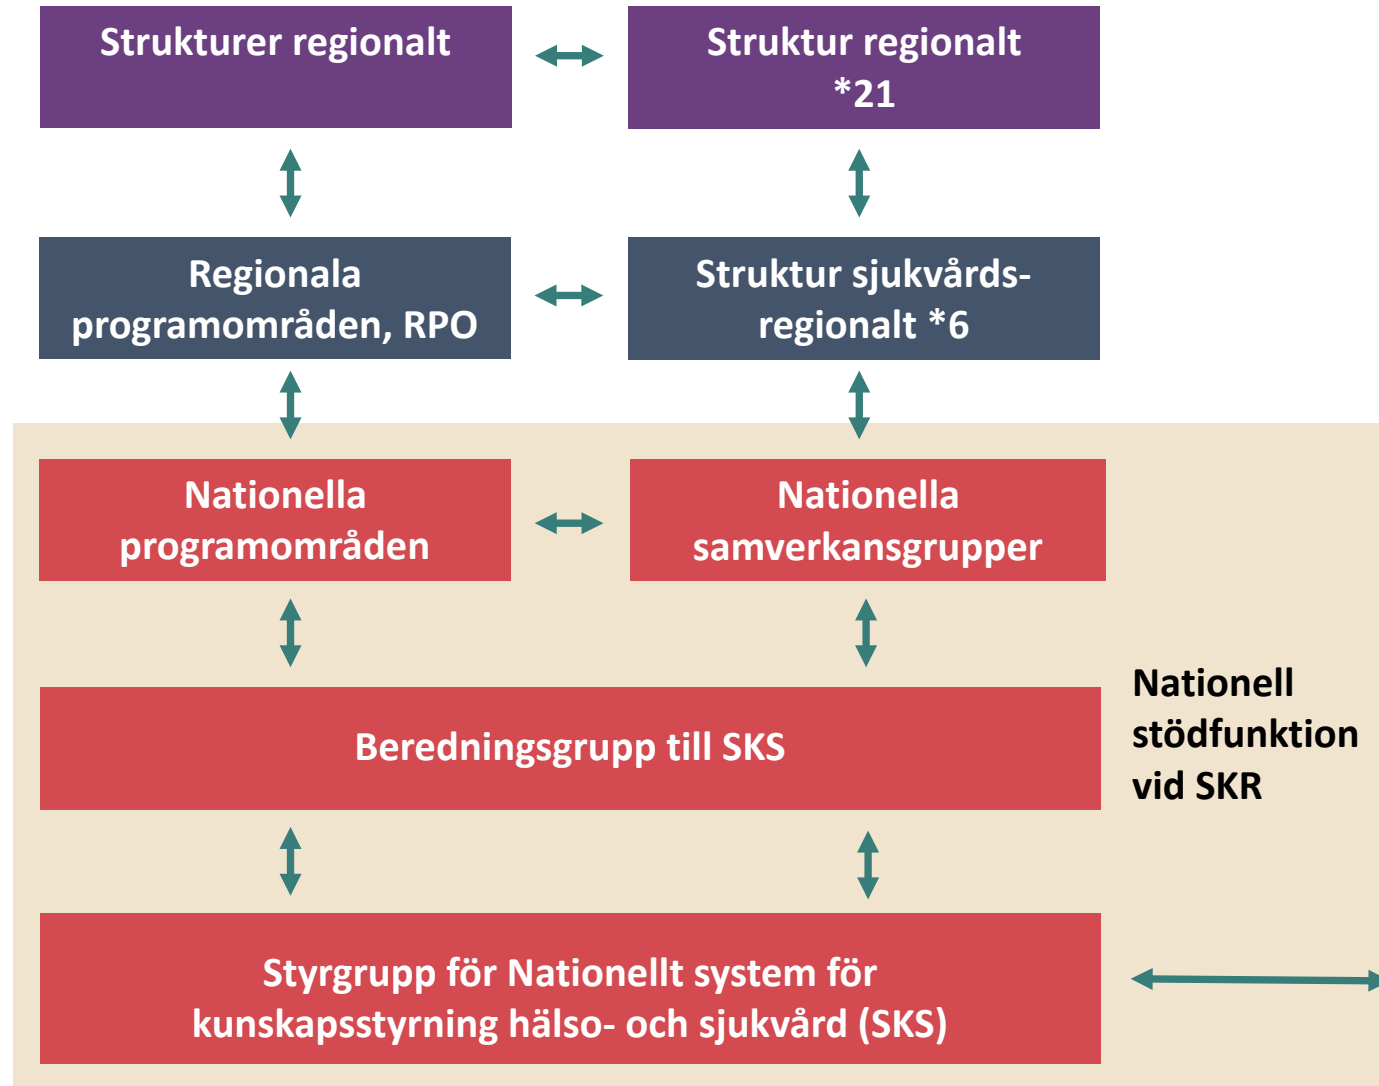 Strukturer regionalt
Struktur regionalt
*21
Regionala
programområden, RPO
Struktur sjukvårds-
regionalt *6
Nationella
programområden
Nationella
samverkansgrupper
Beredningsgrupp till SKS
Nationell
stödfunktion
vid SKR
Styrgrupp för Nationellt system för
kunskapsstyrning hälso- och sjukvård (SKS)